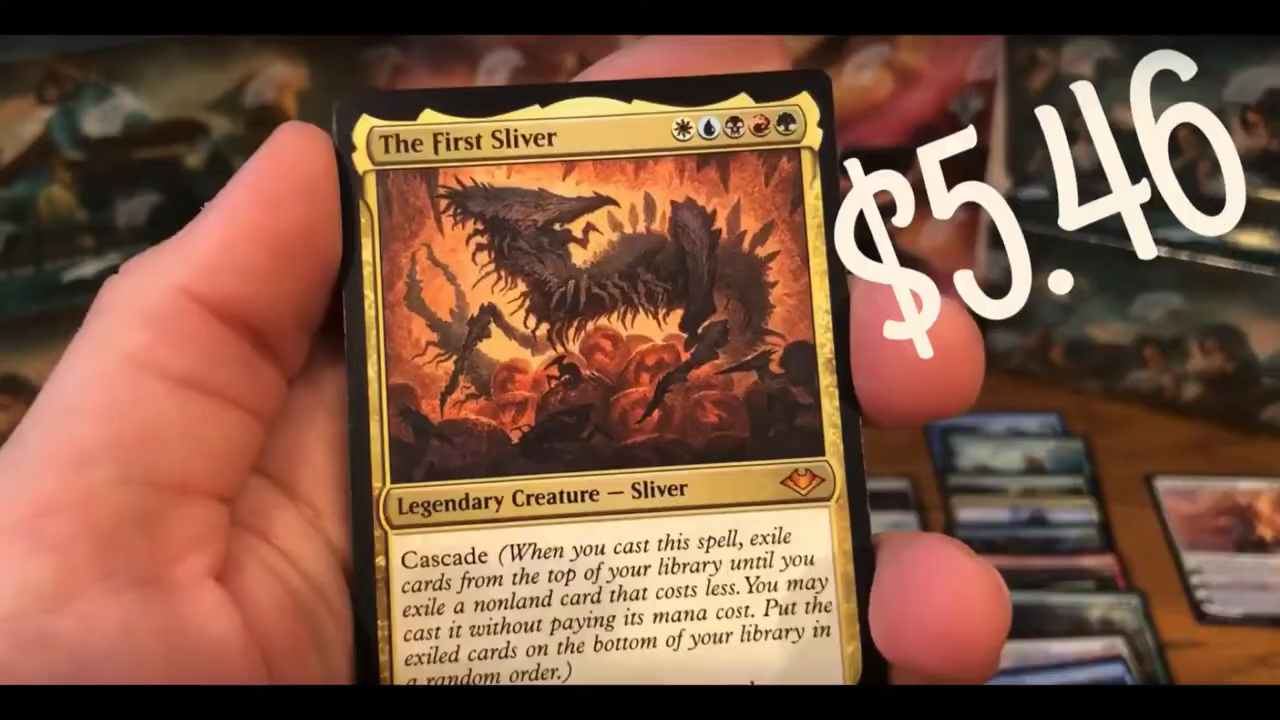 The First Sliver
$5.46
Legendary Creature — Sliver
Cascade (When you cast this spell, exile
cards from the top of your library until you
exile a nonland card that costs less. You may
cast it without paying its mana cost. Put the
exiled cards on the bottom of your library in
a random order.)